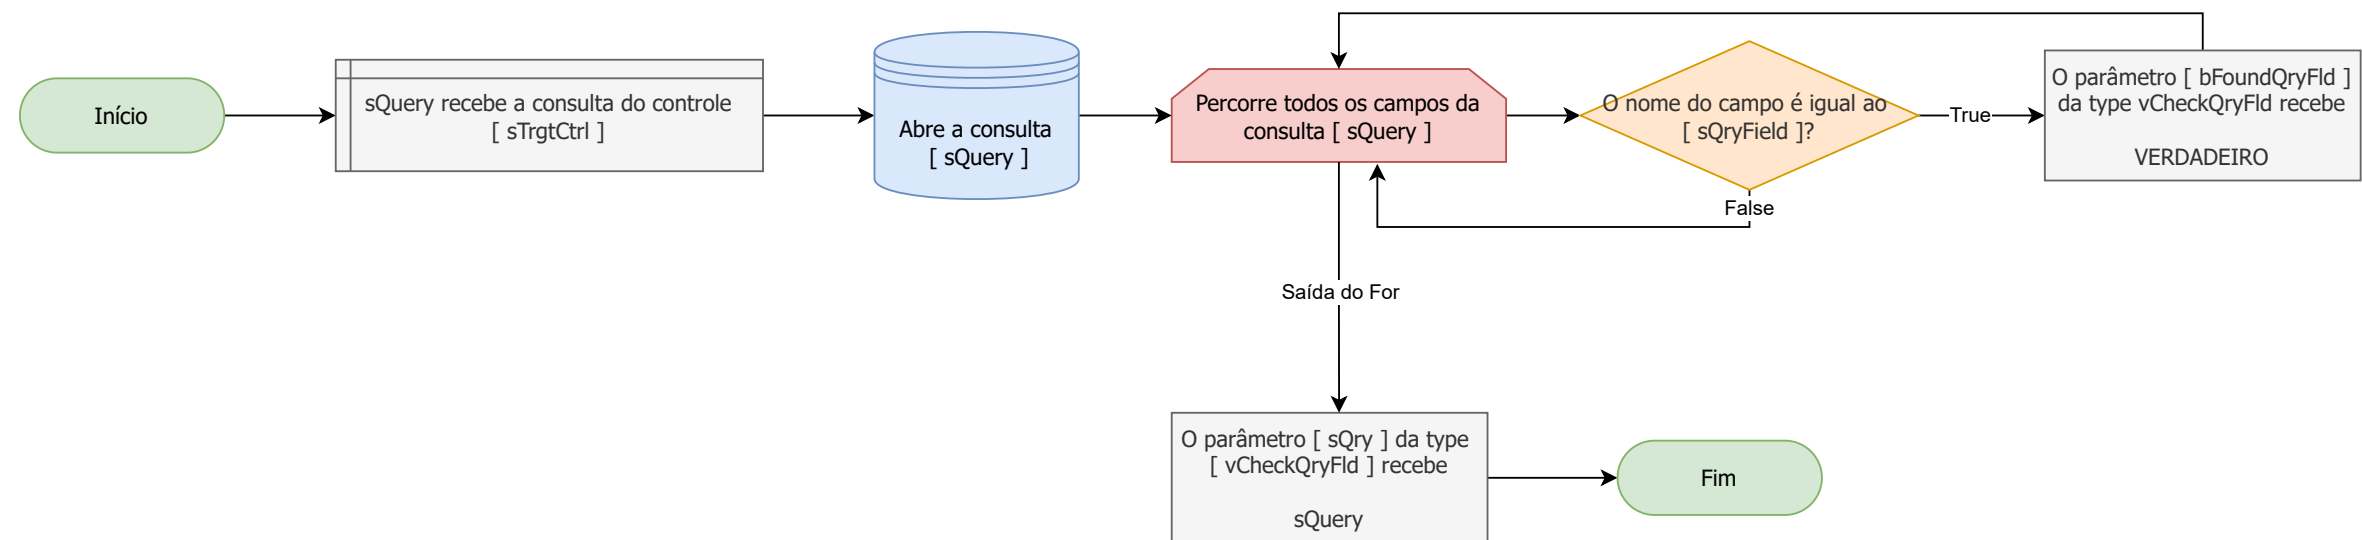 Início
sQuery recebe a consulta do controle
[ sTrgtCtrl ]
Abre a consulta
[ sQuery ]
Percorre todos os campos da
consulta [ sQuery ]
O nome do campo é igual ao
[ sQryField ]?
True
O parâmetro [ bFoundQryFld ]
da type vCheckQryFld recebe
VERDADEIRO
False
Saída do For
O parâmetro [ sQry ] da type
[ vCheckQryFld ] recebe
sQuery
Fim